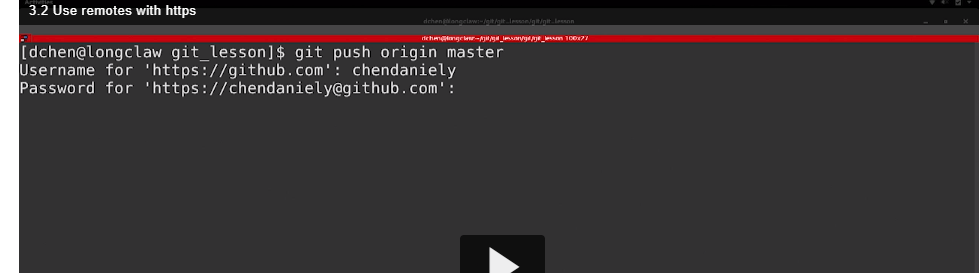 Activities
3.2 Use remotes with https
dchen@longclaw:~/git/git_lesson/git/git_lesson
dchen@longclaw:~/git/git_lesson/git/git_lesson 100x27
[dchen@longclaw git_lesson]$ git push origin master
Username for 'https://github.com': chendaniely
Password for 'https://chendaniely@github.com':